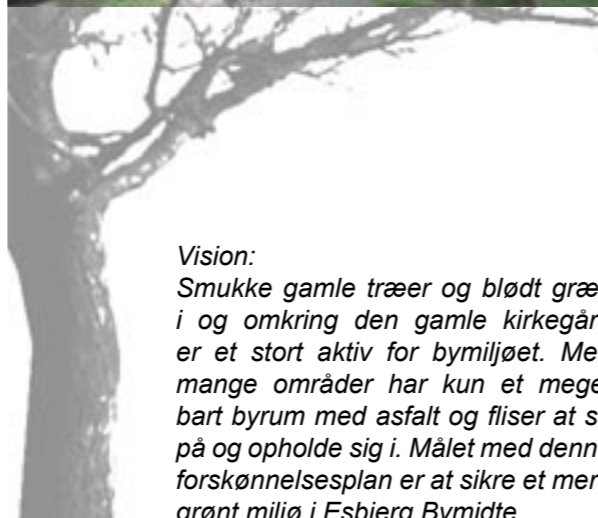 Vision:
Smukke gamle træer og blødt græ
i og omkring den gamle kirkegår
er et stort aktiv for bymiljøet. Me
mange områder har kun et mege
bart byrum med asfalt og fliser at s
på og opholde sig i. Målet med denn
forskønnelsesplan er at sikre et mer
grønt miljø i Esbjerg Bymidte